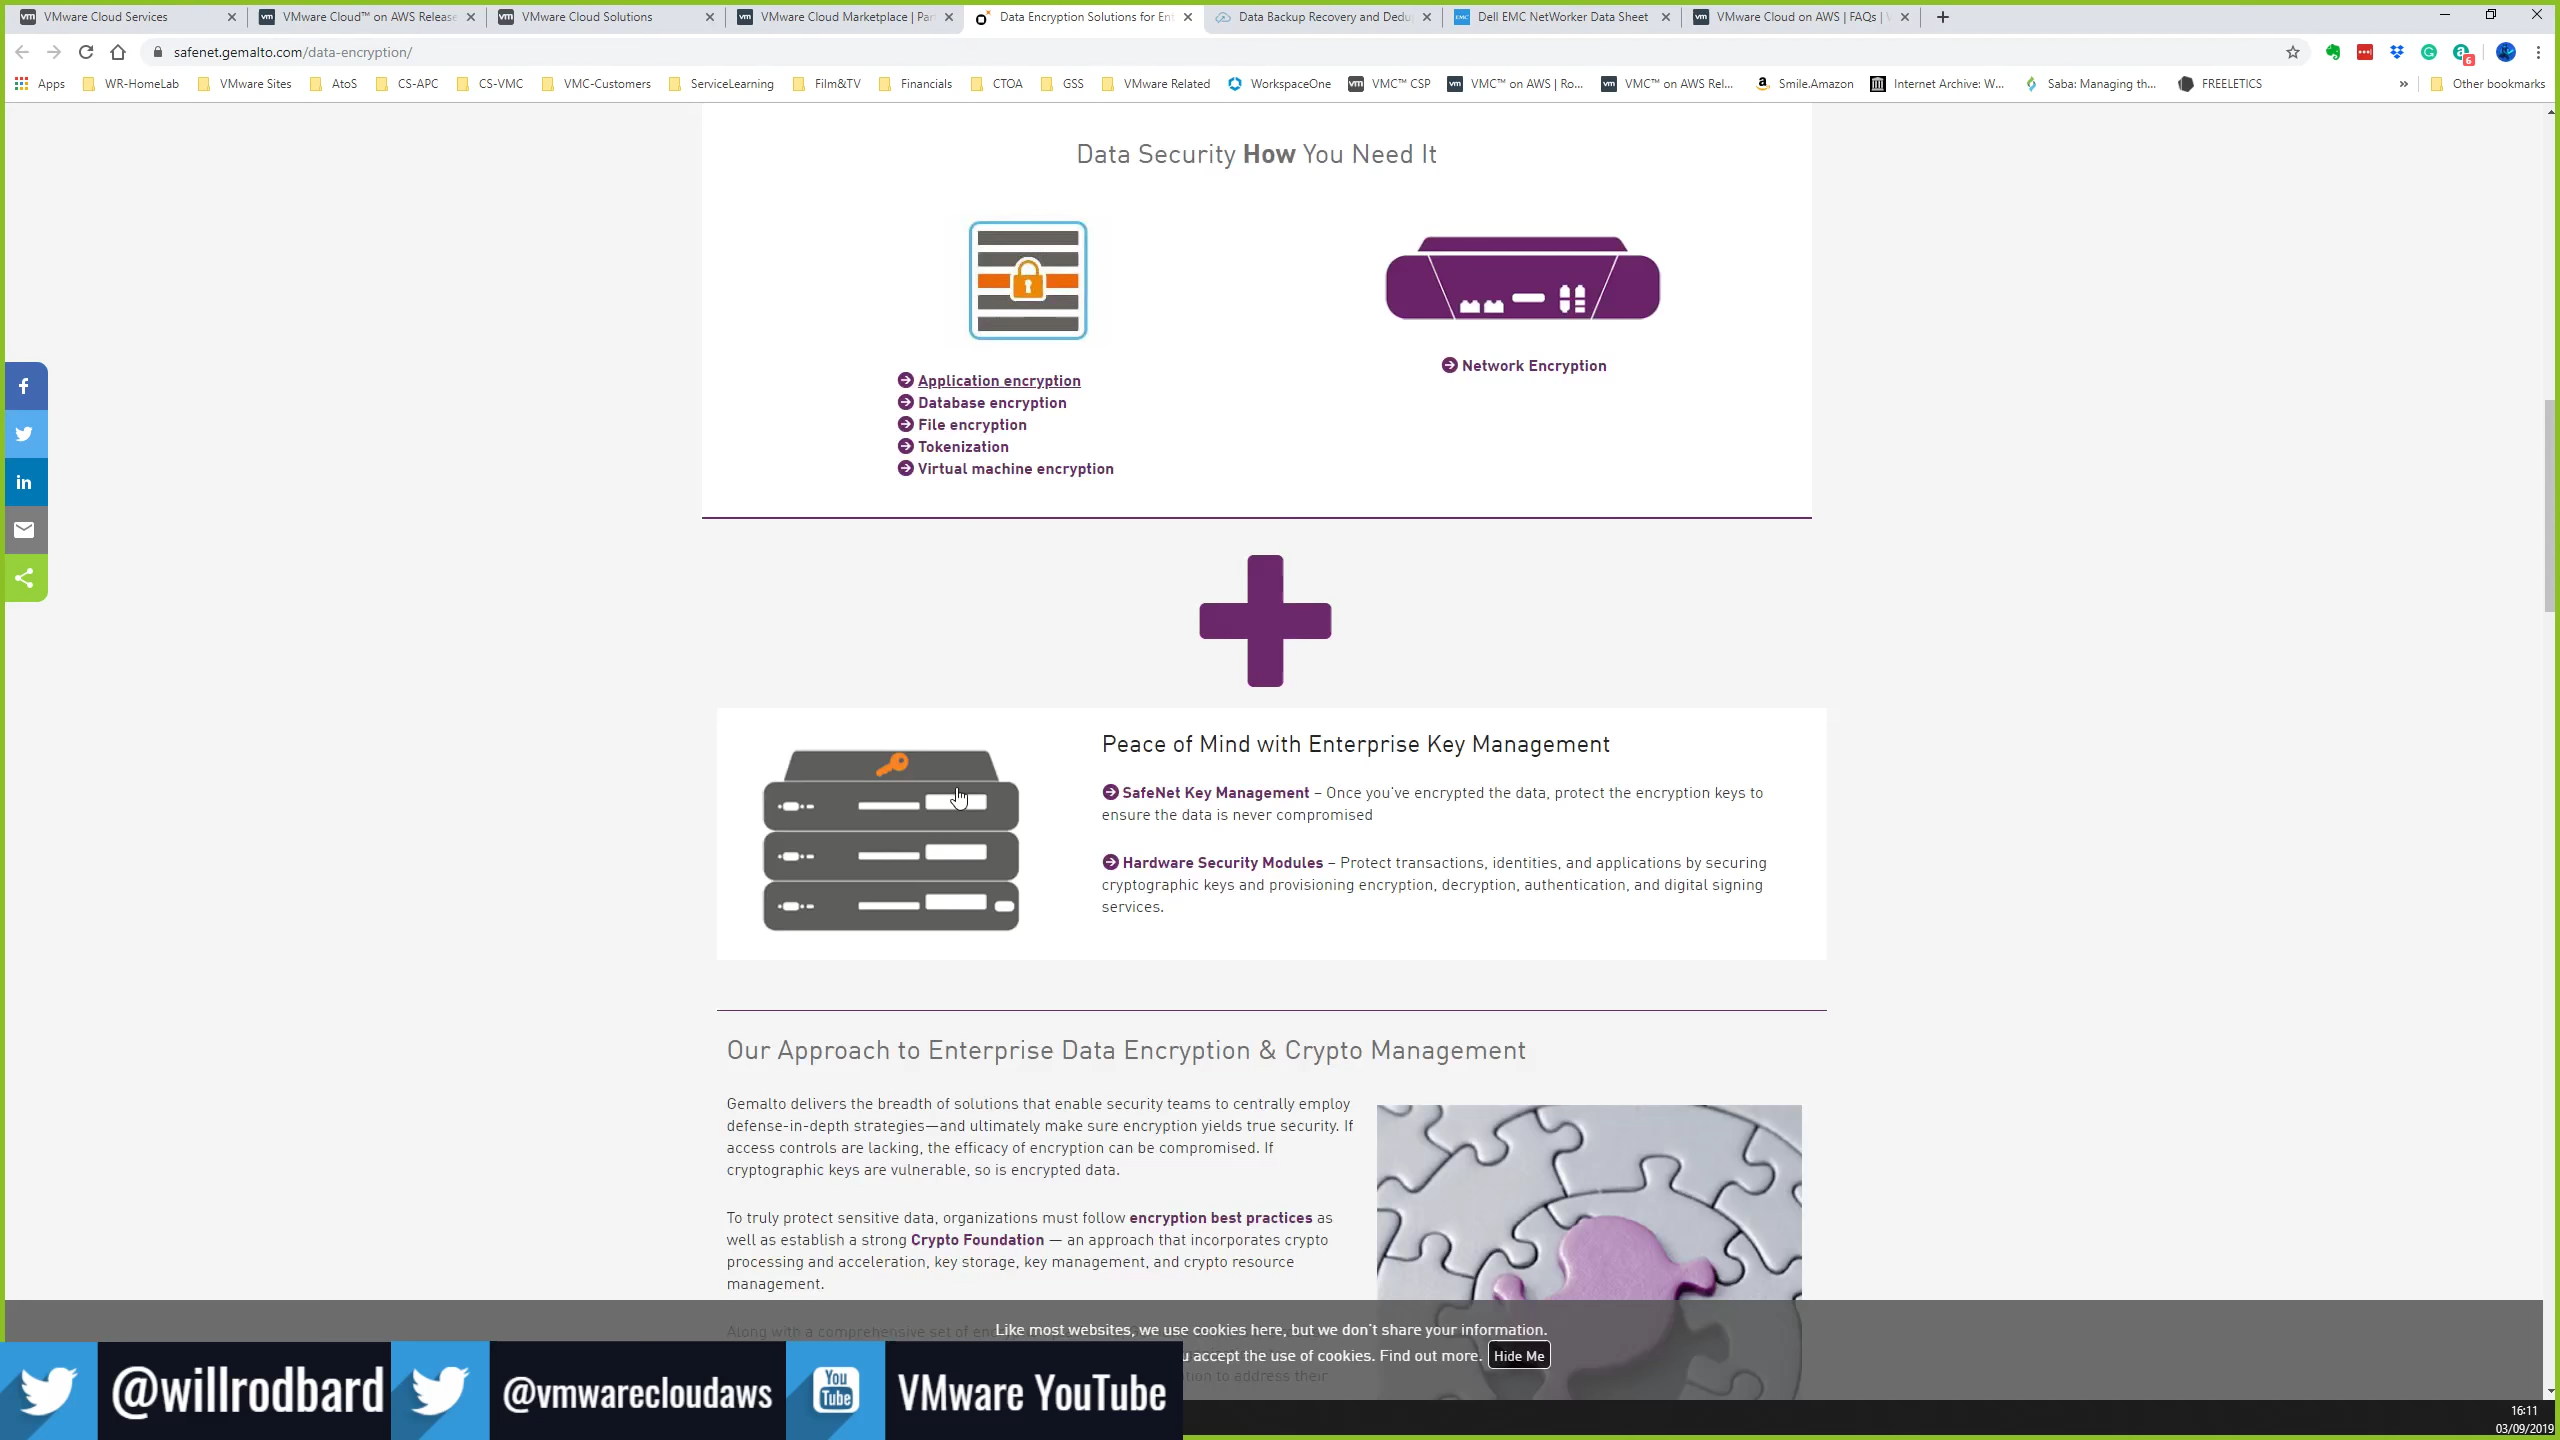 VMware Cloud Services
VMware Cloud™ on AWS Release
VMware Cloud Solutions
VMware Cloud Marketplace | Par
Data Encryption Solutions for Ent
Data Backup Recovery and Dedu
Dell EMC NetWorker Data Sheet
VMware Cloud on AWS | FAQs |
safenet.gemalto.com/data-encryption/
Apps WR-HomeLab VMware Sites AtoS CS-APC CS-VMC VMC-Customers ServiceLearning Film&TV Financials CTOA GSS VMware Related WorkspaceOne VMC™ CSP VMC™ on AWS | Ro... VMC™ on AWS Rel... Smile.Amazon Internet Archive: W... Saba: Managing th... FREELETICS » Other bookmarks
Data Security How You Need It
Application encryption
Database encryption
File encryption
Tokenization
Virtual machine encryption
Network Encryption
Peace of Mind with Enterprise Key Management
SafeNet Key Management – Once you've encrypted the data, protect the encryption keys to
ensure the data is never compromised
Hardware Security Modules – Protect transactions, identities, and applications by securing
cryptographic keys and provisioning encryption, decryption, authentication, and digital signing
services.
Our Approach to Enterprise Data Encryption & Crypto Management
Gemalto delivers the breadth of solutions that enable security teams to centrally employ
defense-in-depth strategies—and ultimately make sure encryption yields true security. If
access controls are lacking, the efficacy of encryption can be compromised. If
cryptographic keys are vulnerable, so is encrypted data.
To truly protect sensitive data, organizations must follow encryption best practices as
well as establish a strong Crypto Foundation — an approach that incorporates crypto
processing and acceleration, key storage, key management, and crypto resource
management.
Along with a comprehensive set of
Like most websites, we use cookies here, but we don't share your information.
accept the use of cookies. Find out more. Hide Me
to address their
@willrodbard
@vmwarecloudaws
You Tube
VMware YouTube
16:11
03/09/2019